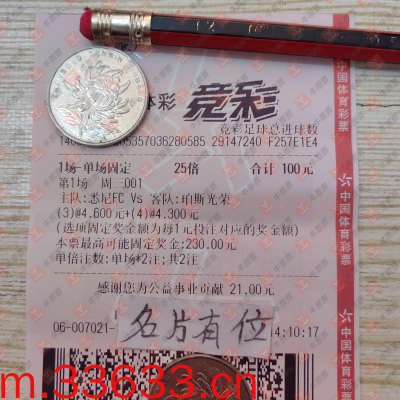 体彩 竞彩
竞彩足球总进球数
357036280585 29147240 F257E1E4
1场-单场固定 25倍 合计 100元
第1场 周三001
主队:悉尼FC Vs 客队:珀斯光荣
(3)@4.600元+(4)@4.300元
(选项固定奖金额为每1元投注对应的奖金额)
本票最高可能固定奖金:230.00元
单倍注数:单场*2注;共2注
感谢您为公益事业贡献 21.00元
06-007021- 4:10:17
名片有位
中国体育彩票
中国体育彩票
中国体育彩票
m.33633.cn